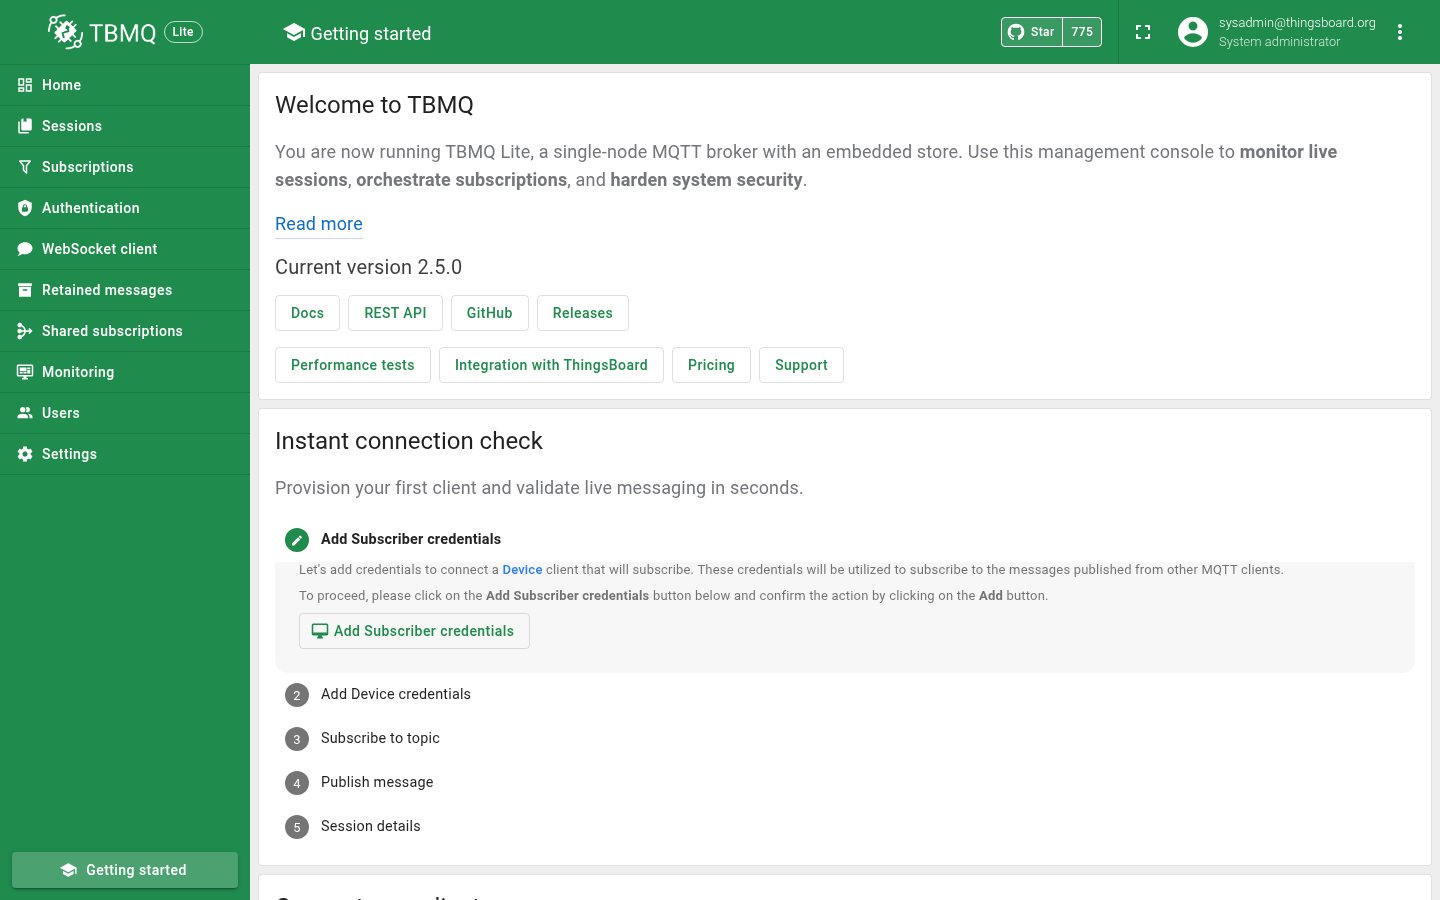 TBMQ Lite
Getting started
Star 775
sysadmin@thingsboard.org
System administrator
Home
Sessions
Subscriptions
Authentication
WebSocket client
Retained messages
Shared subscriptions
Monitoring
Users
Settings
Getting started
Welcome to TBMQ
You are now running TBMQ Lite, a single-node MQTT broker with an embedded store. Use this management console to monitor live
sessions, orchestrate subscriptions, and harden system security.
Read more
Current version 2.5.0
Docs REST API GitHub Releases
Performance tests Integration with ThingsBoard Pricing Support
Instant connection check
Provision your first client and validate live messaging in seconds.
Add Subscriber credentials
Let's add credentials to connect a Device client that will subscribe. These credentials will be utilized to subscribe to the messages published from other MQTT clients.
To proceed, please click on the Add Subscriber credentials button below and confirm the action by clicking on the Add button.
Add Subscriber credentials
2 Add Device credentials
3 Subscribe to topic
4 Publish message
5 Session details